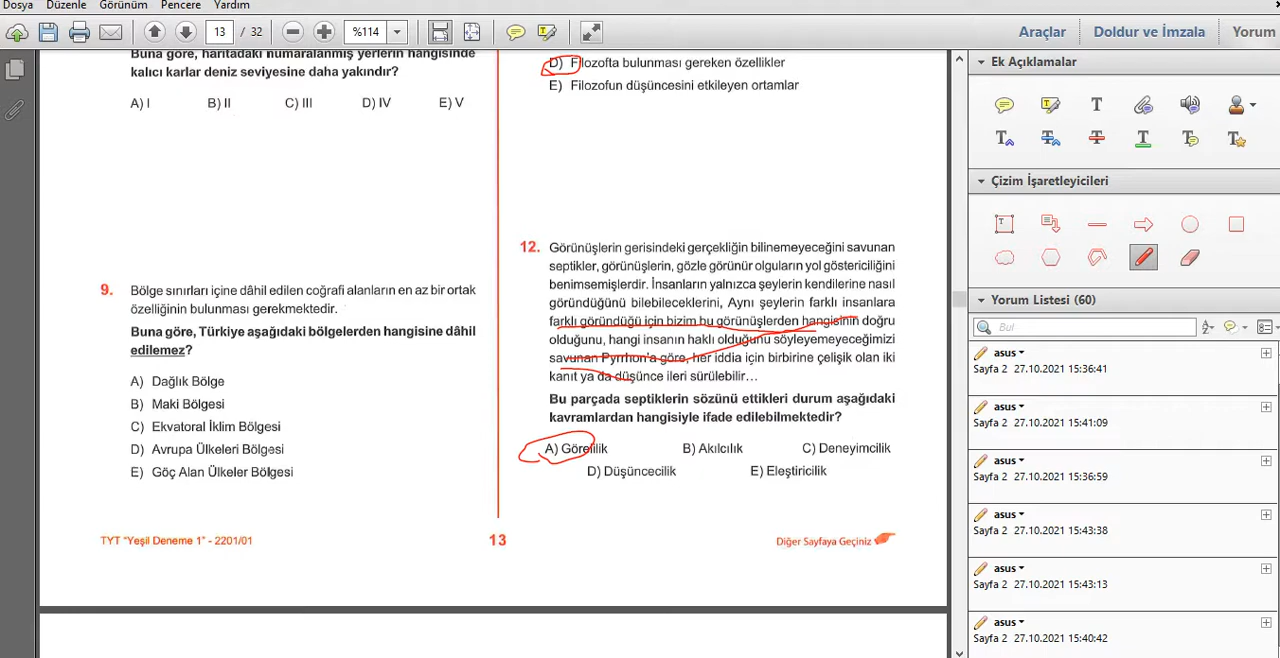 Dosya Düzenle Görünüm Pencere Yardım
13 / 32 %114 Araçlar Doldur ve İmzala Yorum
Buna göre, haritadaki numaralanmış yerlerin hangisinde
kalıcı karlar deniz seviyesine daha yakındır?
A) I B) II C) III D) IV E) V
9. Bölge sınırları içine dâhil edilen coğrafi alanların en az bir ortak
özelliğinin bulunması gerekmektedir.
Buna göre, Türkiye aşağıdaki bölgelerden hangisine dâhil
edilemez?
A) Dağlık Bölge
B) Maki Bölgesi
C) Ekvatoral İklim Bölgesi
D) Avrupa Ülkeleri Bölgesi
E) Göç Alan Ülkeler Bölgesi
D) Filozofta bulunması gereken özellikler
E) Filozofun düşüncesini etkileyen ortamlar
12. Görünüşlerin gerisindeki gerçekliğin bilinemeyeceğini savunan
septikler, görünüşlerin, gözle görünür olguların yol göstericiliğini
benimsemişlerdir. İnsanların yalnızca şeylerin kendilerine nasıl
göründüğünü bilebileceklerini, Aynı şeylerin farklı insanlara
farklı göründüğü için bizim bu görünüşlerden hangisinin doğru
olduğunu, hangi insanın haklı olduğunu söyleyemeyeceğimizi
savunan Pyrrhon'a göre, her iddia için birbirine çelişik olan iki
kanıt ya da düşünce ileri sürülebilir...
Bu parçada septiklerin sözünü ettikleri durum aşağıdaki
kavramlardan hangisiyle ifade edilebilmektedir?
A) Görelilik B) Akılcılık C) Deneyimcilik
D) Düşüncecilik E) Eleştiricilik
TYT "Yeşil Deneme 1" - 2201/01 13 Diğer Sayfaya Geçiniz
Ek Açıklamalar
T T
T T T T T T
Çizim İşaretleyicileri
T
Yorum Listesi (60)
Bul
asus
Sayfa 2 27.10.2021 15:36:41
asus
Sayfa 2 27.10.2021 15:41:09
asus
Sayfa 2 27.10.2021 15:36:59
asus
Sayfa 2 27.10.2021 15:43:38
asus
Sayfa 2 27.10.2021 15:43:13
asus
Sayfa 2 27.10.2021 15:40:42